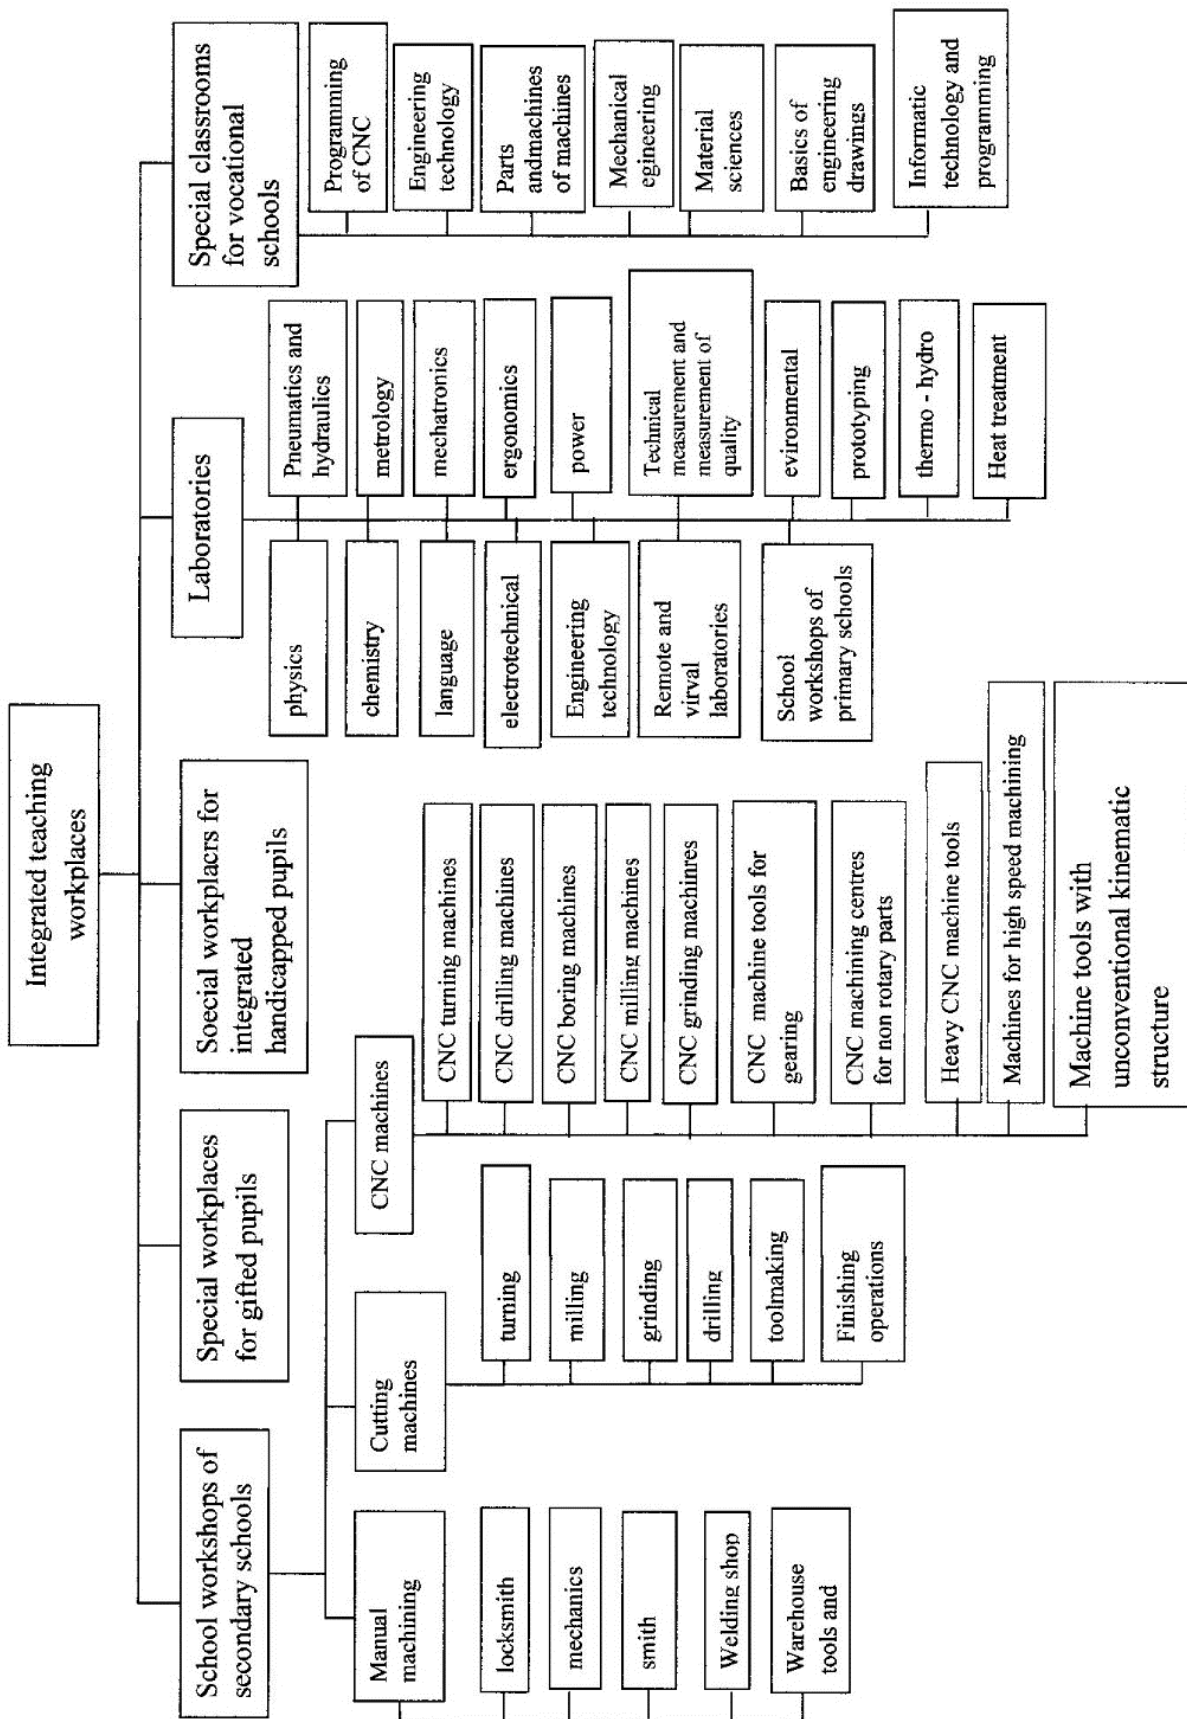 Integrated teaching
workplaces
School workshops of
secondary schools
Special workplaces
for gifted pupils
Soecial workplacrs for
integrated
handicapped pupils
Laboratories
Special classrooms
for vocational
schools
Manual
machining
locksmith
mechanics
smith
Welding shop
Warehouse
tools and
Cutting
machines
turning
milling
grinding
drilling
toolmaking
Finishing
operations
CNC machines
CNC turning machines
CNC drilling machines
CNC boring machines
CNC milling machines
CNC grinding machinres
CNC machine tools for
gearing
CNC machining centres
for non rotary parts
Heavy CNC machine tools
Machines for high speed machining
Machine tools with
unconventional kinematic
structure
physics
chemistry
language
electrotechnical
Engineering
technology
Remote and
virval
laboratories
School
workshops of
primary schools
Pneumatics and
hydraulics
metrology
mechatronics
ergonomics
power
Technical
measurement and
measurement of
quality
evironmental
prototyping
thermo - hydro
Heat treatment
Programming
of CNC
Engineering
technology
Parts
andmachines
of machines
Mechanical
egineering
Material
sciences
Basics of
engineering
drawings
Informatic
technology and
programming